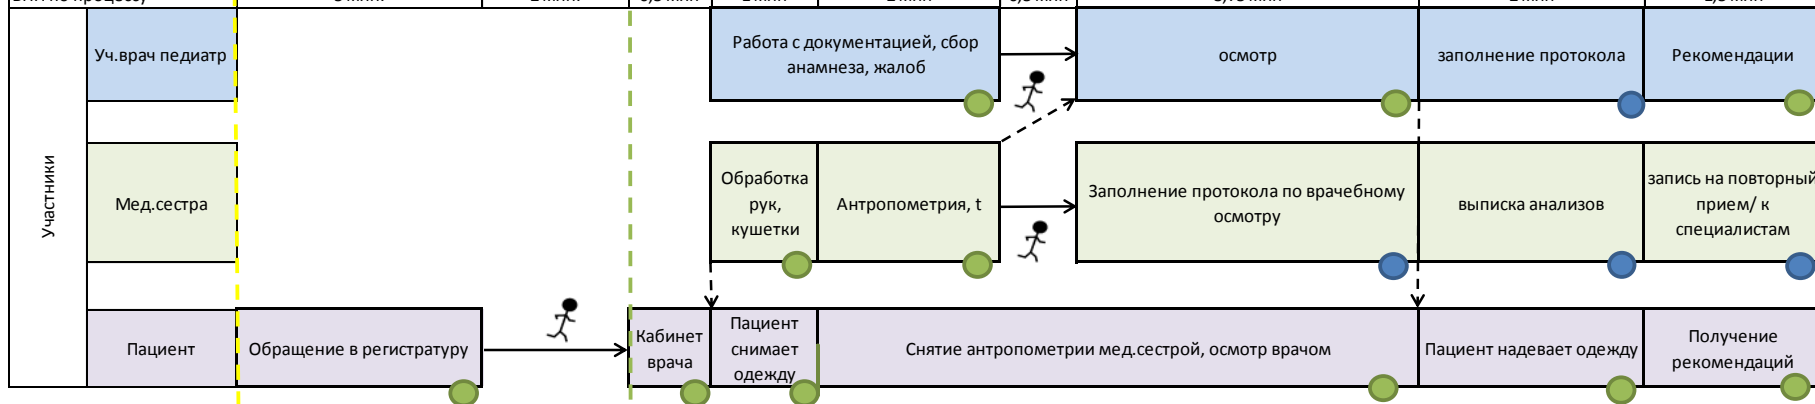 Уч.врач педиатр
Работа с документацией, сбор
анамнеза, жалоб
осмотр
заполнение протокола
Рекомендации
Участники
Мед.сестра
Обработка
рук,
кушетки
Антропометрия, t
Заполнение протокола по врачебному
осмотру
выписка анализов
запись на повторный
прием/ к
специалистам
Пациент
Обращение в регистратуру
Кабинет
врача
Пациент
снимает
одежду
Снятие антропометрии мед.сестрой, осмотр врачом
Пациент надевает одежду
Получение
рекомендаций